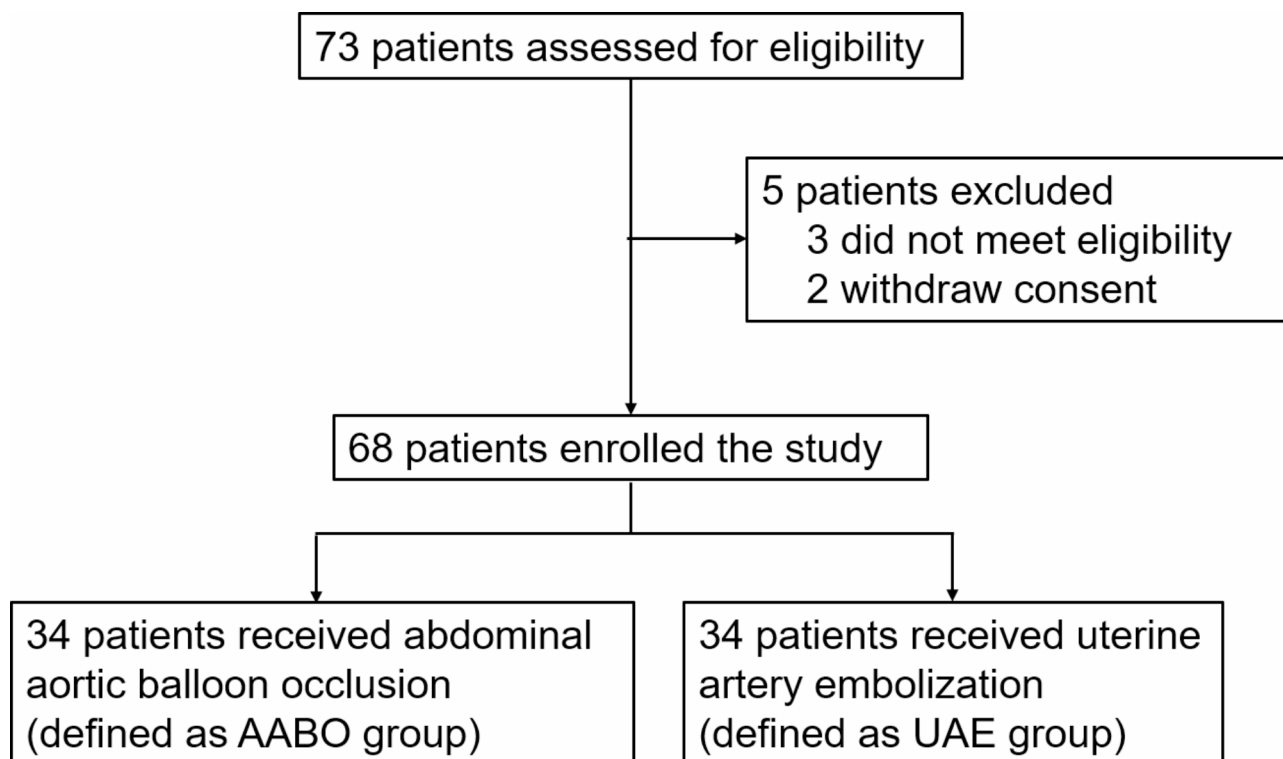 73 patients assessed for eligibility
5 patients excluded
3 did not meet eligibility
2 withdraw consent
68 patients enrolled the study
34 patients received abdominal
aortic balloon occlusion
(defined as AABO group)
34 patients received uterine
artery embolization
(defined as UAE group)